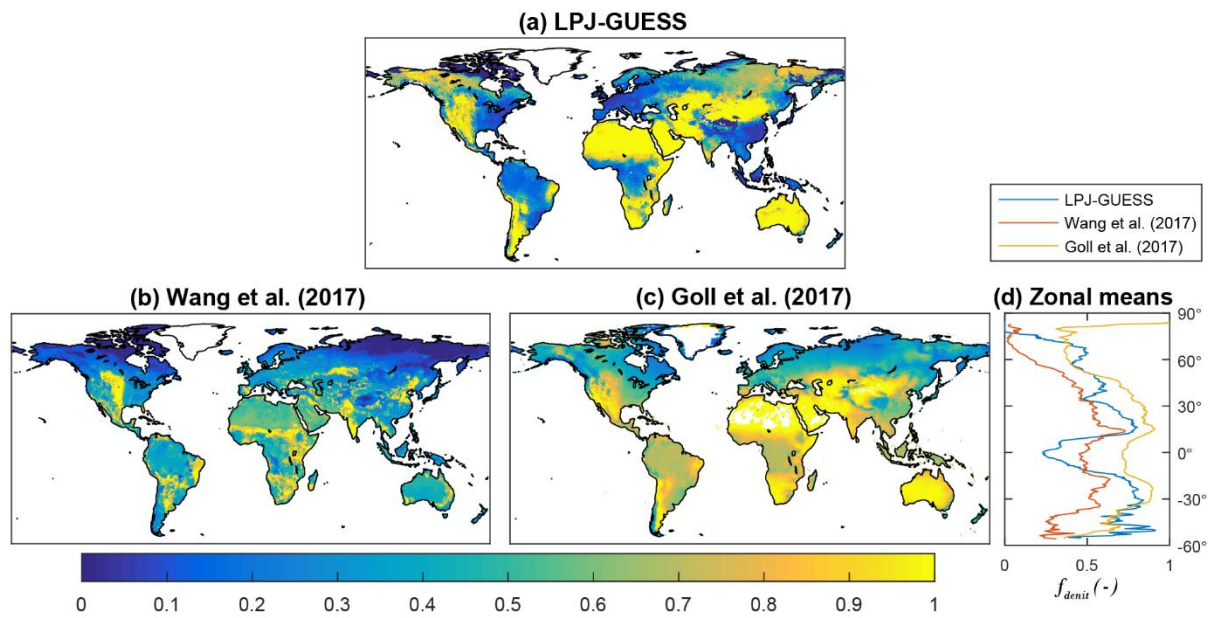 (a) LPJ-GUESS
LPJ-GUESS
Wang et al. (2017)
Goll et al. (2017)
(b) Wang et al. (2017)
(c) Goll et al. (2017)
(d) Zonal means
90°
60°
30°
0°
-30°
-60°
0 0.5 1
f_denit (-)
0 0.1 0.2 0.3 0.4 0.5 0.6 0.7 0.8 0.9 1